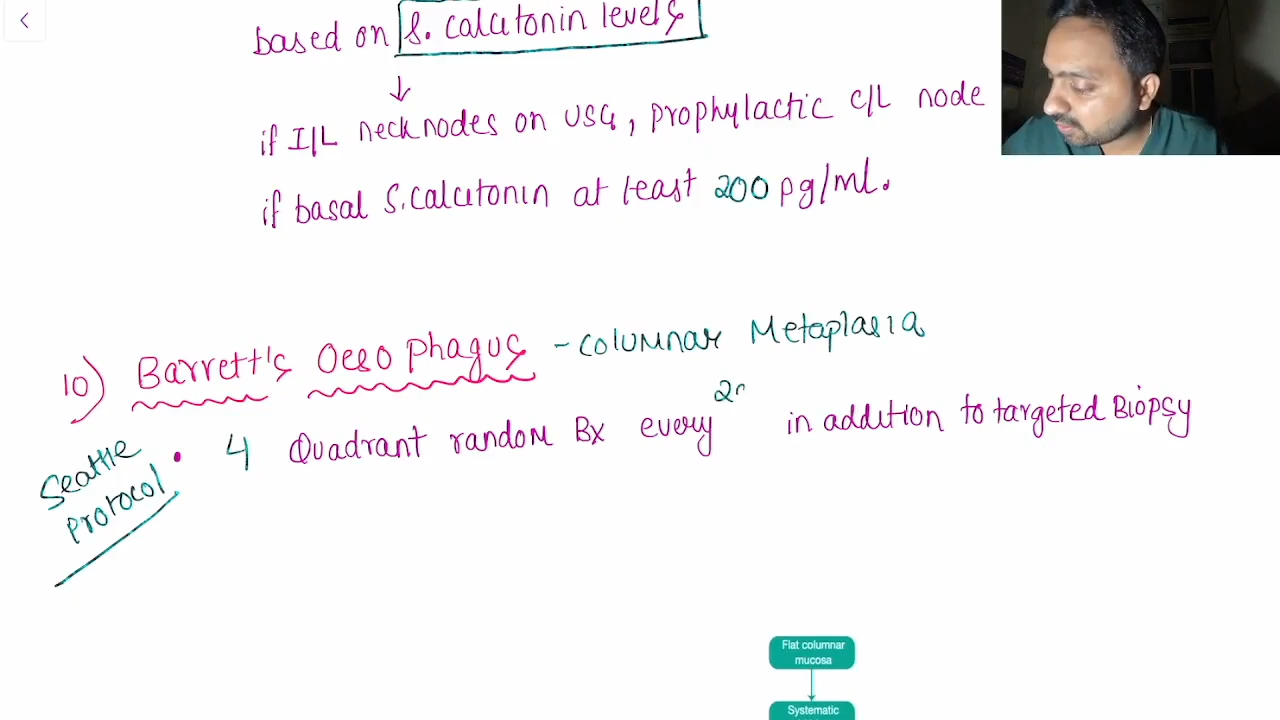 based on S. calcitonin levels
if I/L neck nodes on USG, prophylactic c/L node
if basal S. calcitonin at least 200 pg/ml.
10) Barrett's Oesophagus - columnar Metaplasia
Seattle Protocol
• 4 Quadrant random Bx every in addition to targeted Biopsy
Flat columnar
mucosa
Systematic